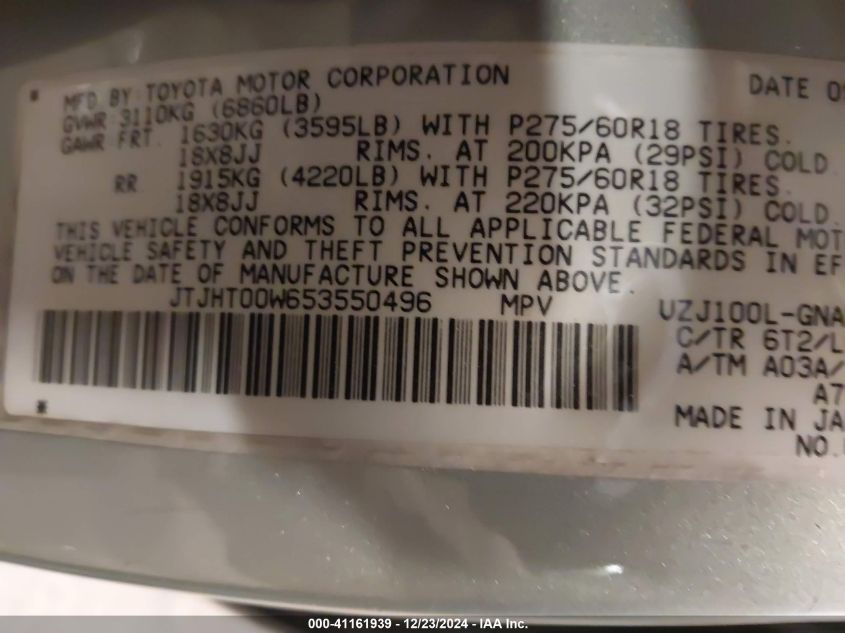 MFD. BY TOYOTA MOTOR CORPORATION DATE 09
GVWR 3110KG (6860LB)
GAWR FRT. 1630KG (3595LB) WITH P275/60R18 TIRES.
18X8JJ RIMS. AT 200KPA (29PSI) COLD.
RR 1915KG (4220LB) WITH P275/60R18 TIRES.
18X8JJ RIMS. AT 220KPA (32PSI) COLD.
THIS VEHICLE CONFORMS TO ALL APPLICABLE FEDERAL MOT
VEHICLE SAFETY AND THEFT PREVENTION STANDARDS IN EF
ON THE DATE OF MANUFACTURE SHOWN ABOVE.
JTJHT00W653550496 MPV UZJ100L-GNA
C/TR 6T2/L
A/TM A03A/
A7
MADE IN JA
NO.
000-41161939 - 12/23/2024 - IAA Inc.